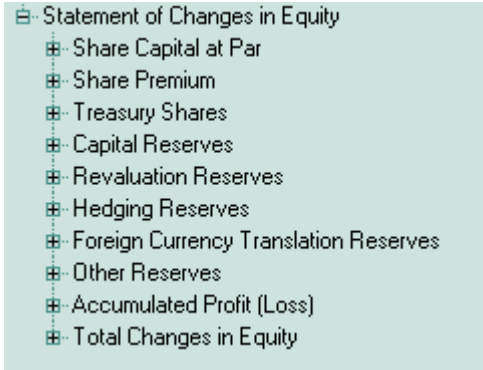 Statement of Changes in Equity
Share Capital at Par
Share Premium
Treasury Shares
Capital Reserves
Revaluation Reserves
Hedging Reserves
Foreign Currency Translation Reserves
Other Reserves
Accumulated Profit (Loss)
Total Changes in Equity